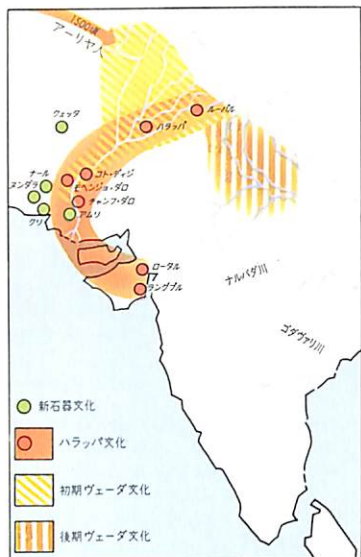 1500頃
アーリヤ人
ルーパル
クェッタ
ハラッパ
ナール
コト・ディジ
モヘンジョ・ダロ
ヌンダラ
チャンフ・ダロ
クリ
アムリ
ロータル
ラングプル
ナルバダ川
ゴダヴァリ川
新石器文化
ハラッパ文化
初期ヴェーダ文化
後期ヴェーダ文化